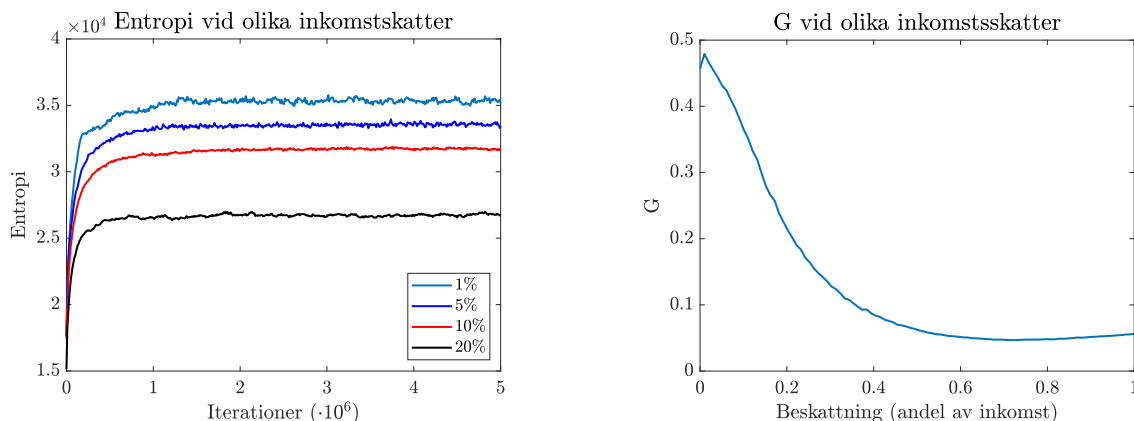 ×10⁴ Entropi vid olika inkomstskatter
4
3.5
3
2.5
2
1.5
Entropi
0 1 2 3 4 5
Iterationer (·10⁶)
1%
5%
10%
20%
G vid olika inkomstsskatter
0.5
0.4
0.3
0.2
0.1
0
G
0 0.2 0.4 0.6 0.8 1
Beskattning (andel av inkomst)